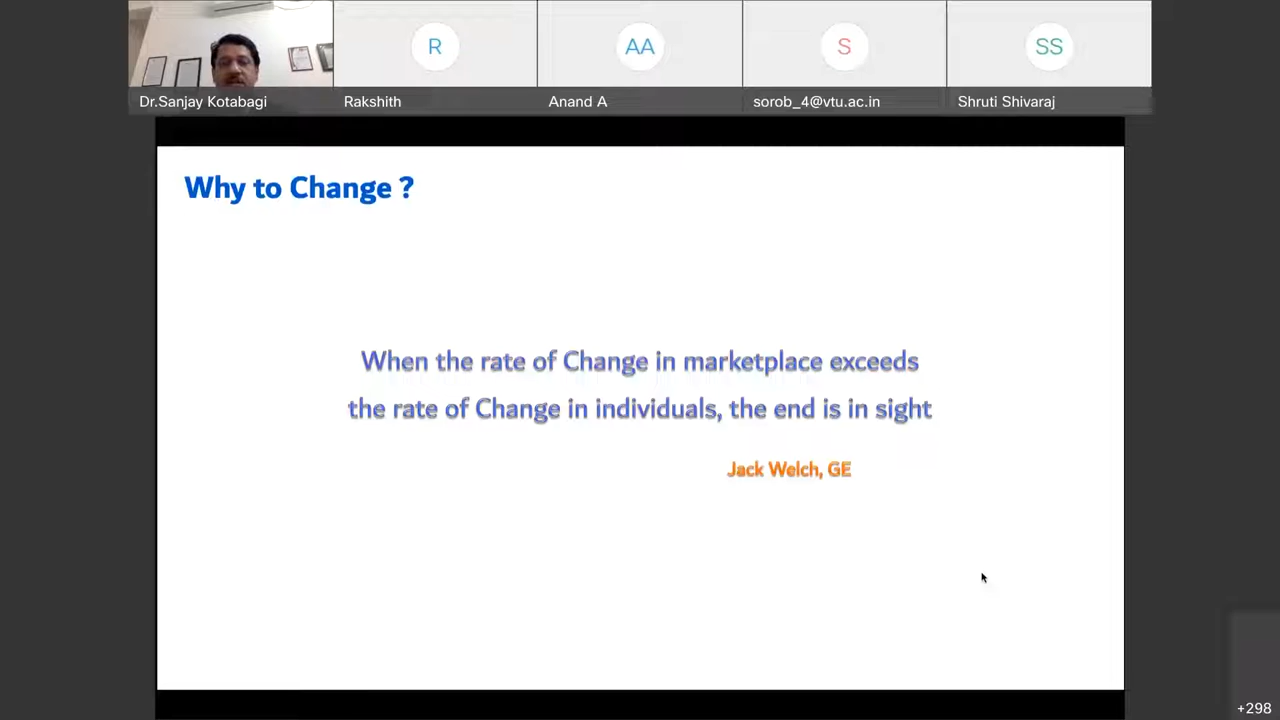 R
AA
S
SS
Dr.Sanjay Kotabagi
Rakshith
Anand A
sorob_4@vtu.ac.in
Shruti Shivaraj
Why to Change ?
When the rate of Change in marketplace exceeds
the rate of Change in individuals, the end is in sight
Jack Welch, GE
+298